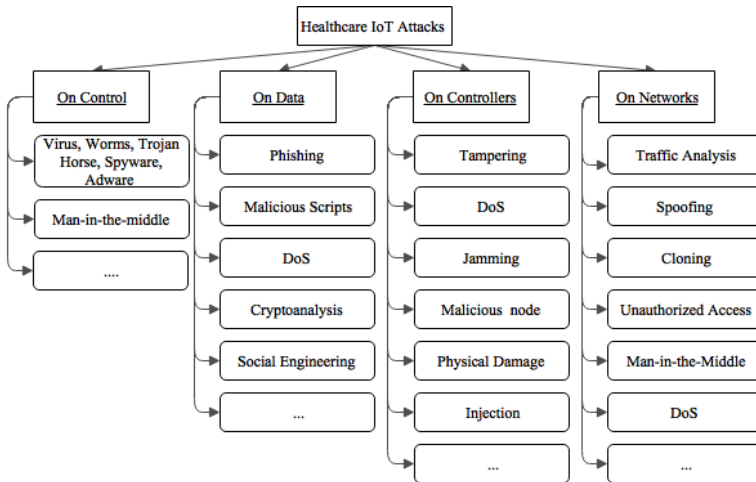 Healthcare IoT Attacks
On Control
Virus, Worms, Trojan
Horse, Spyware,
Adware
Man-in-the-middle
....
On Data
Phishing
Malicious Scripts
DoS
Cryptoanalysis
Social Engineering
...
On Controllers
Tampering
DoS
Jamming
Malicious node
Physical Damage
Injection
...
On Networks
Traffic Analysis
Spoofing
Cloning
Unauthorized Access
Man-in-the-Middle
DoS
...